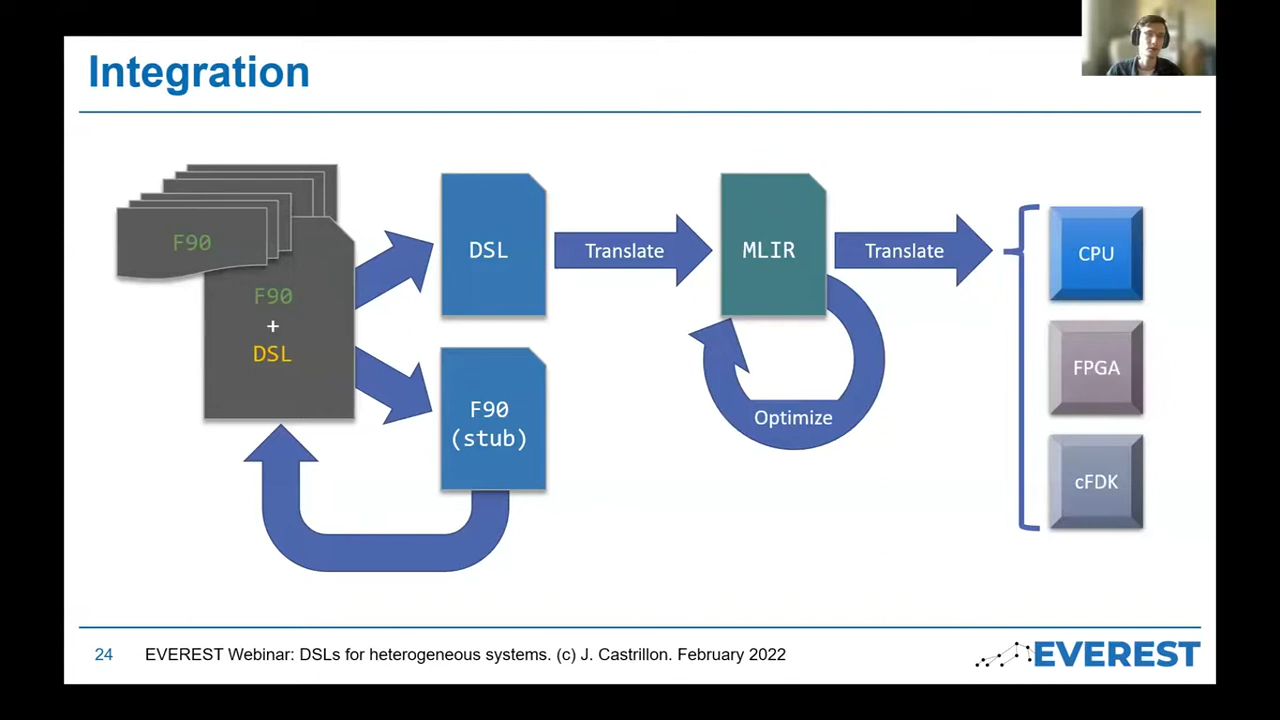 Integration
F90
F90
+
DSL
DSL
Translate
MLIR
Translate
CPU
FPGA
cFDK
F90
(stub)
Optimize
24
EVEREST Webinar: DSLs for heterogeneous systems. (c) J. Castrillon. February 2022
EVEREST